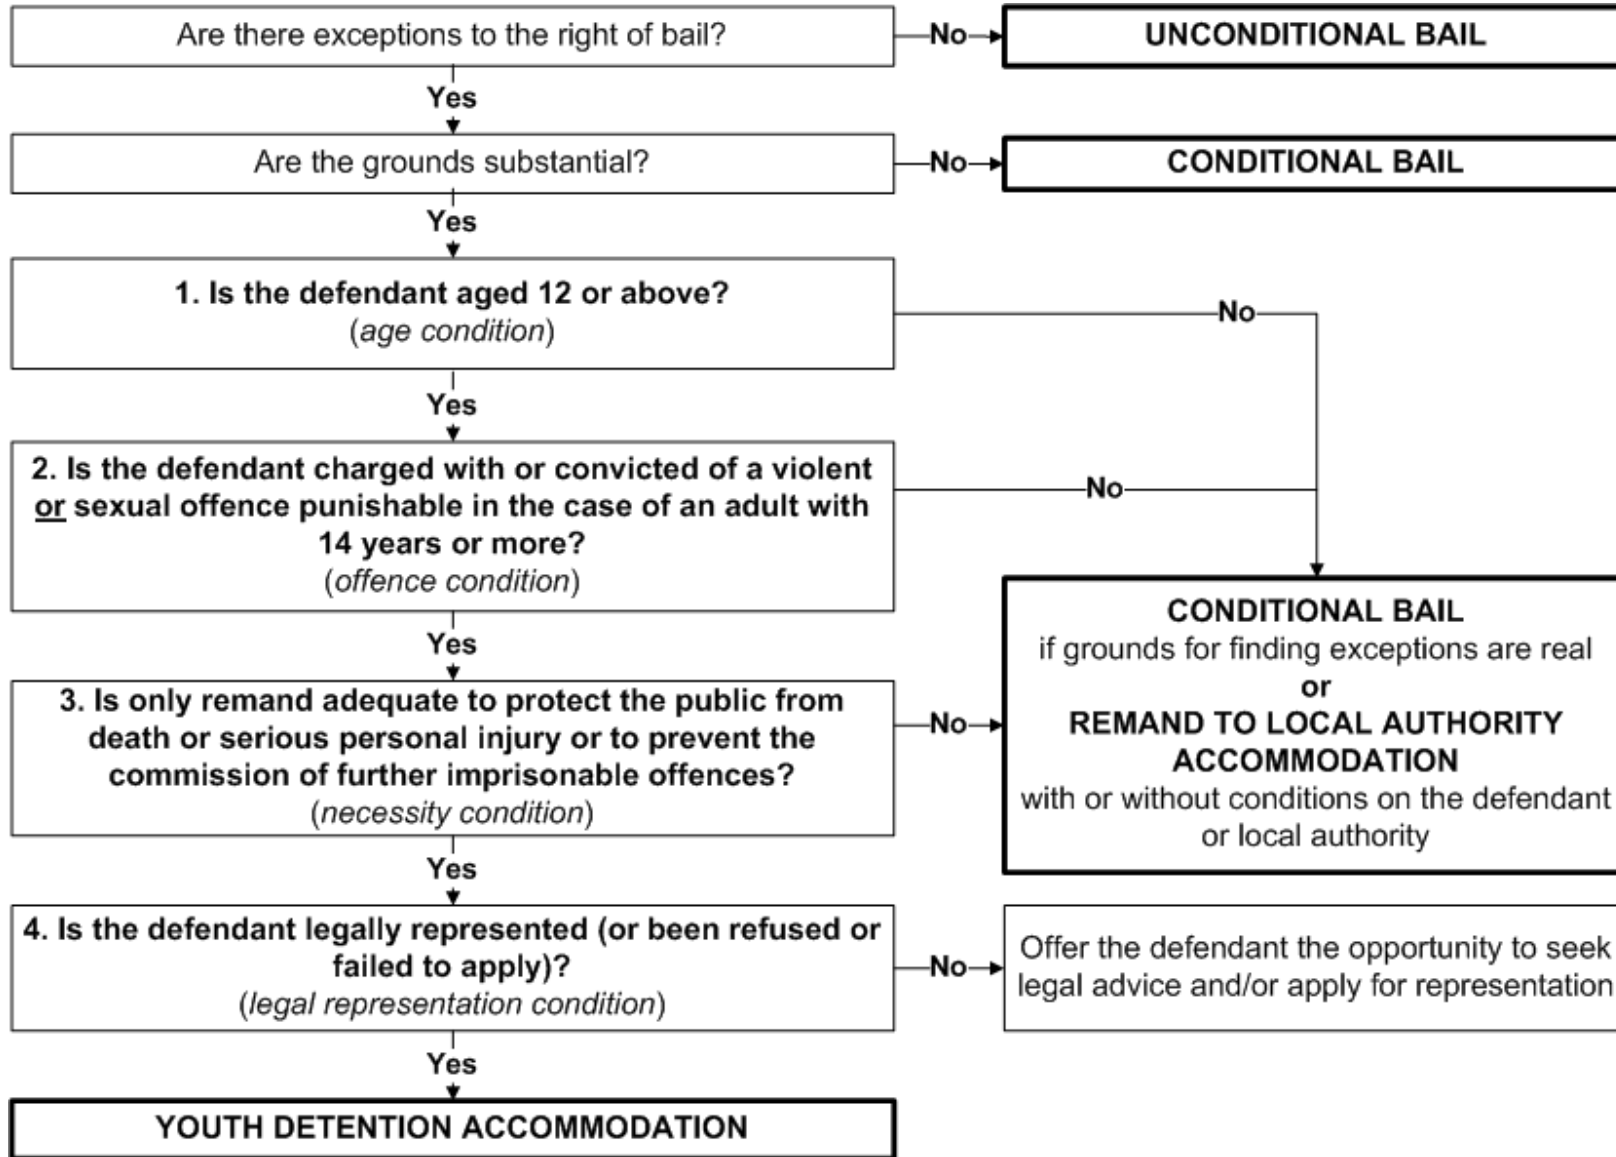 Are there exceptions to the right of bail?
No
UNCONDITIONAL BAIL
Yes
Are the grounds substantial?
No
CONDITIONAL BAIL
Yes
1. Is the defendant aged 12 or above?
(age condition)
No
Yes
2. Is the defendant charged with or convicted of a violent
or sexual offence punishable in the case of an adult with
14 years or more?
(offence condition)
No
Yes
3. Is only remand adequate to protect the public from
death or serious personal injury or to prevent the
commission of further imprisonable offences?
(necessity condition)
No
CONDITIONAL BAIL
if grounds for finding exceptions are real
or
REMAND TO LOCAL AUTHORITY
ACCOMMODATION
with or without conditions on the defendant
or local authority
Yes
4. Is the defendant legally represented (or been refused or
failed to apply)?
(legal representation condition)
No
Offer the defendant the opportunity to seek
legal advice and/or apply for representation
Yes
YOUTH DETENTION ACCOMMODATION